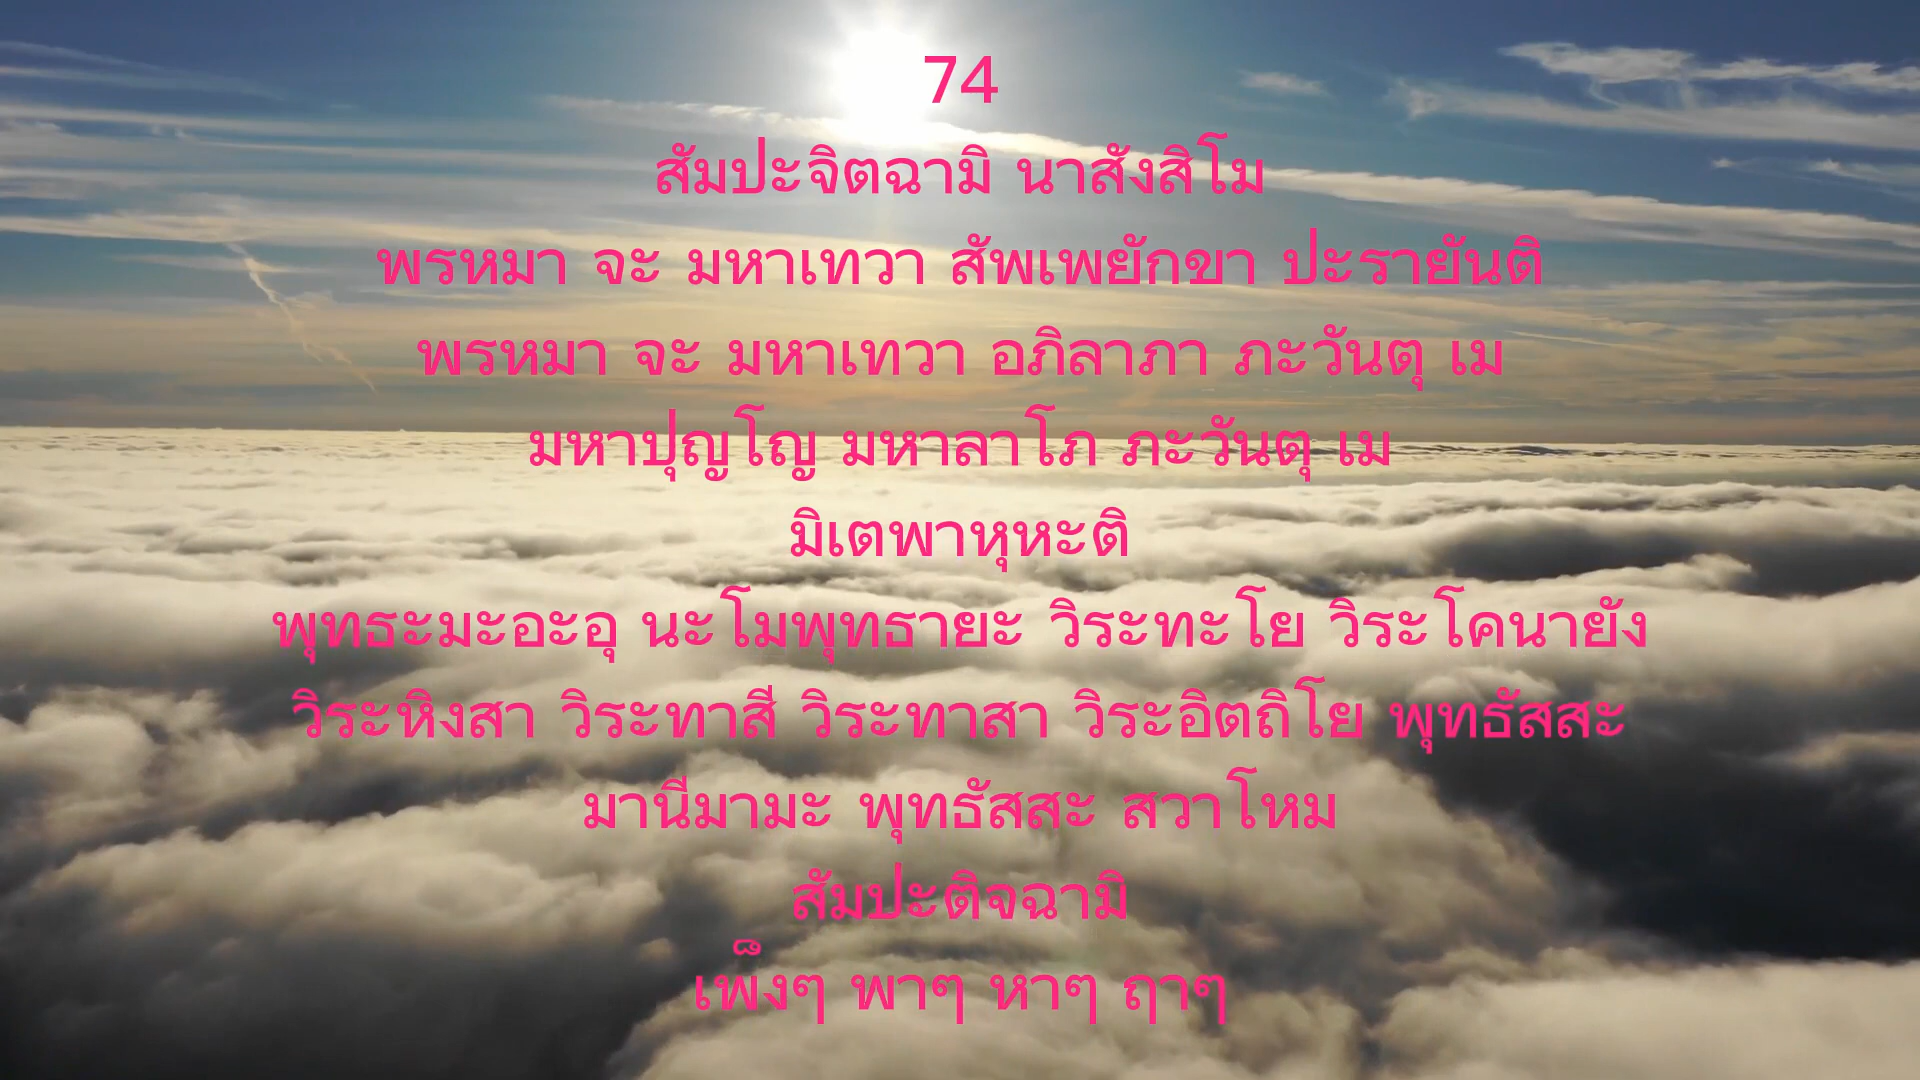 74
สัมปะจิตฉามิ นาสังสิโม
พรหมา จะ มหาเทวา สัพเพยักขา ปะรายันติ
พรหมา จะ มหาเทวา อภิลาภา ภะวันตุ เม
มหาปุญโญ มหาลาโภ ภะวันตุ เม
มิเตพาหุหะติ
พุทธะมะอะอุ นะโมพุทธายะ วิระทะโย วิระโคนายัง
วิระหิงสา วิระทาสี วิระทาสา วิระอิตถิโย พุทธัสสะ
มานีมามะ พุทธัสสะ สวาโหม
สัมปะติจฉามิ
เพ็งๆ พาๆ หาๆ ฤาๆ